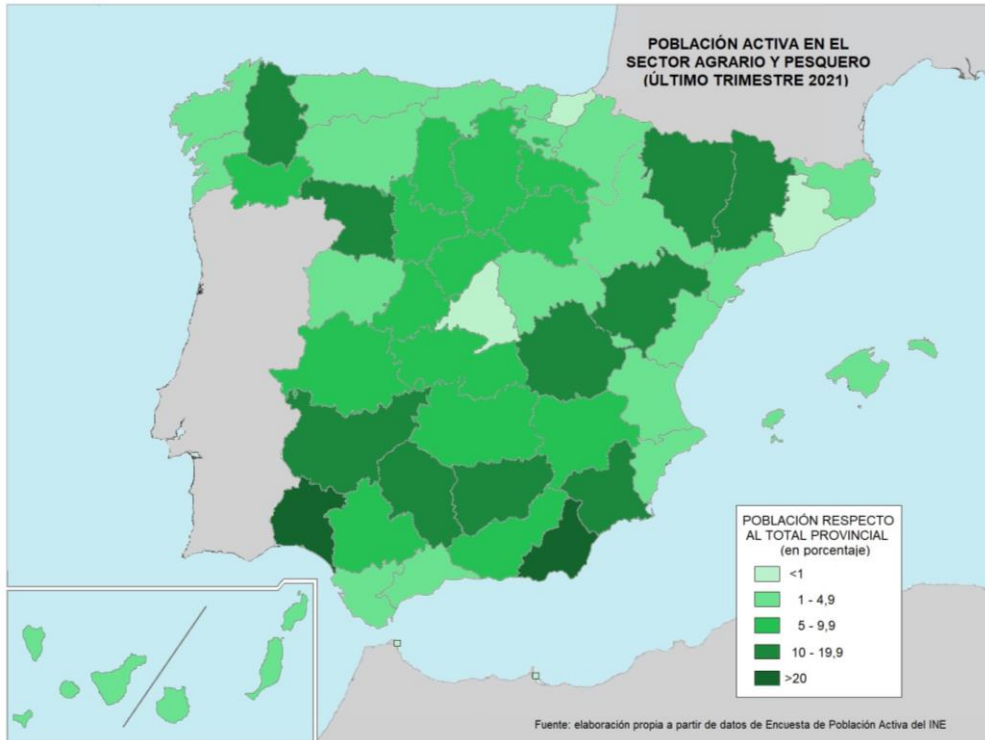 POBLACIÓN ACTIVA EN EL
SECTOR AGRARIO Y PESQUERO
(ÚLTIMO TRIMESTRE 2021)
POBLACIÓN RESPECTO
AL TOTAL PROVINCIAL
(en porcentaje)
<1
1 - 4,9
5 - 9,9
10 - 19,9
>20
Fuente: elaboración propia a partir de datos de Encuesta de Población Activa del INE